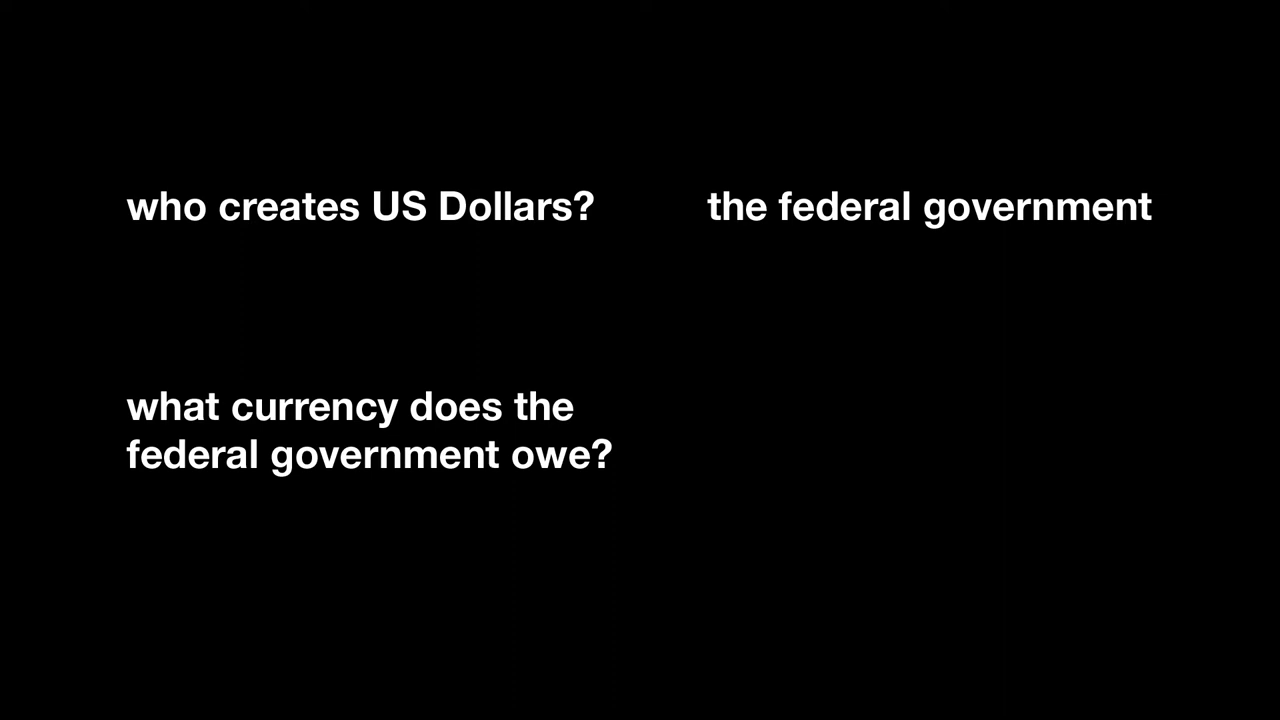 who creates US Dollars?
the federal government
what currency does the
federal government owe?